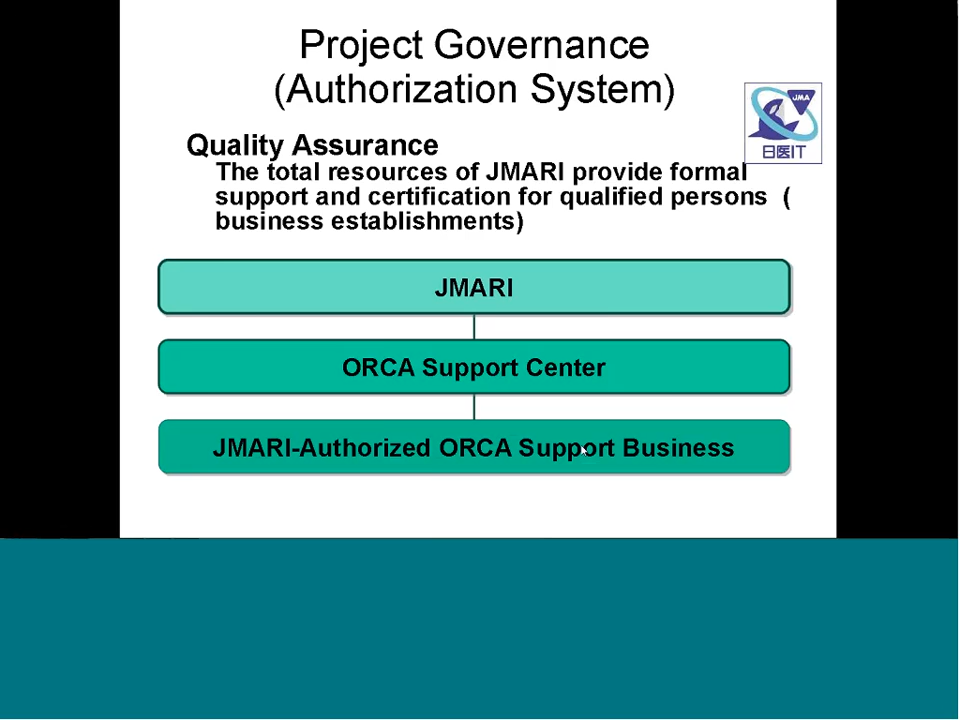 Project Governance
(Authorization System)
JMA
日医IT
Quality Assurance
The total resources of JMARI provide formal
support and certification for qualified persons (
business establishments)
JMARI
ORCA Support Center
JMARI-Authorized ORCA Support Business